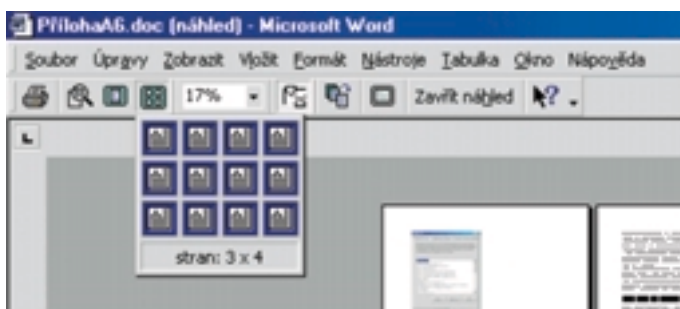 PřílohaA6.doc (náhled) - Microsoft Word
Soubor Úpravy Zobrazit Vložit Formát Nástroje Tabulka Okno Nápověda
17% Zavřít náhled
stran: 3 x 4